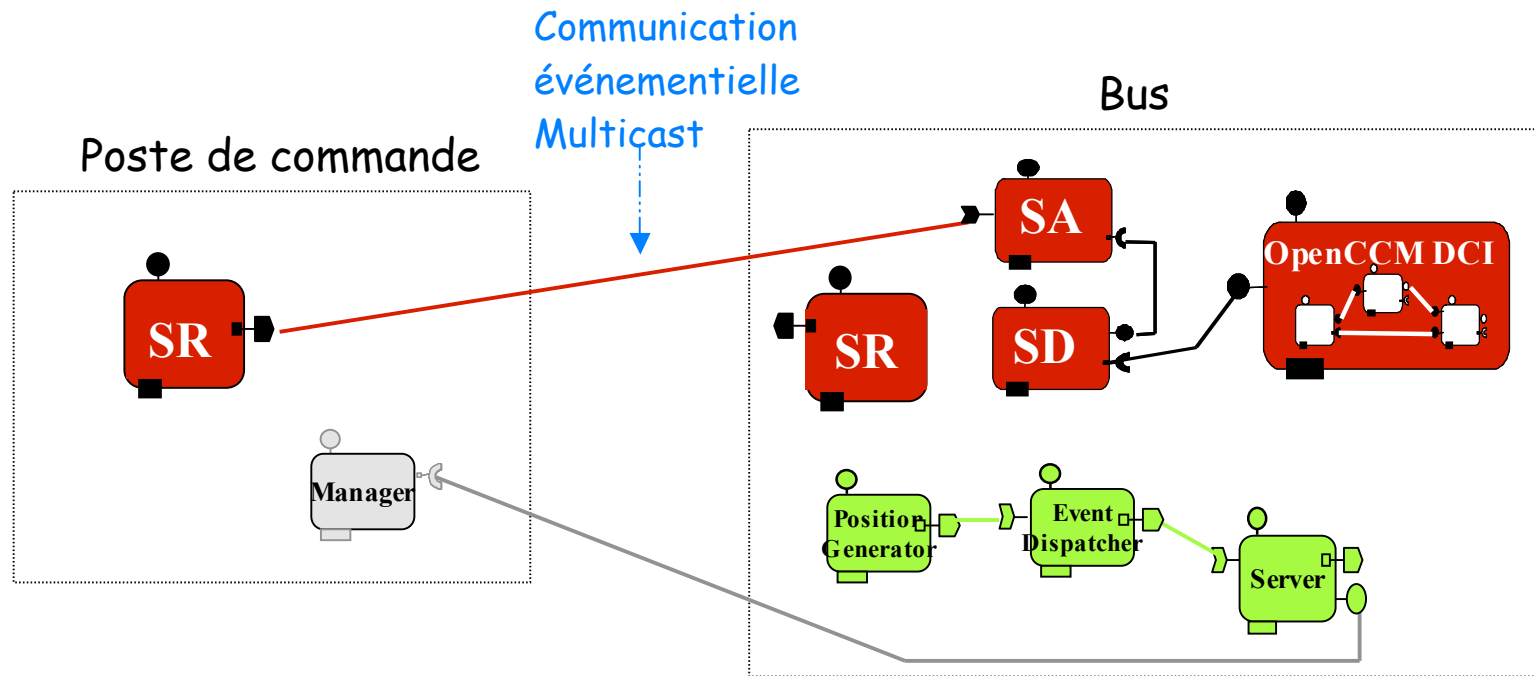 Communication
événementielle
Multicast
Poste de commande
Bus
SR
Manager
SA
SR
SD
OpenCCM DCI
Position
Generator
Event
Dispatcher
Server